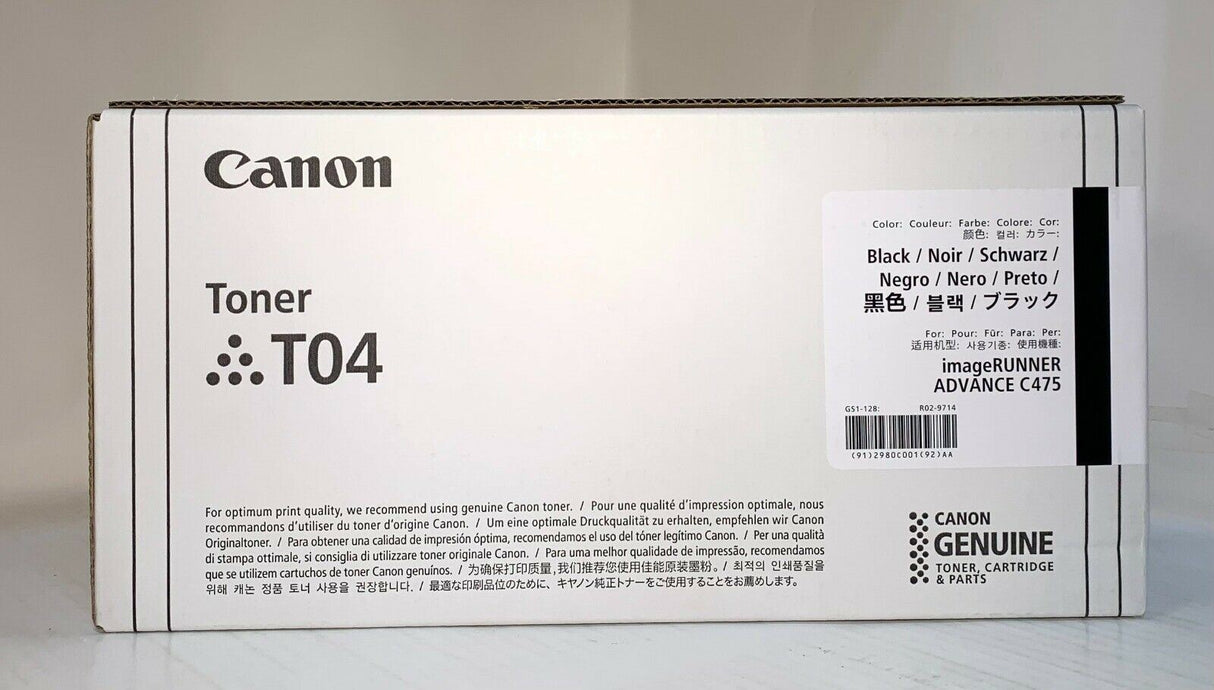 Canon
Toner
T04
Color: Couleur: Farbe: Colore: Cor:
颜色: 컬러: カラー:
Black / Noir / Schwarz /
Negro / Nero / Preto /
黑色 / 블랙 / ブラック
For: Pour: Für: Para: Per:
适用机型: 사용기종: 使用機種:
imageRUNNER
ADVANCE C475
GS1-128: R02-9714
(91)2980C001(92)AA
For optimum print quality, we recommend using genuine Canon toner. / Pour une qualité d'impression optimale, nous
recommandons d'utiliser du toner d'origine Canon. / Um eine optimale Druckqualität zu erhalten, empfehlen wir Canon
Originaltoner. / Para obtener una calidad de impresión óptima, recomendamos el uso del tóner legítimo Canon. / Per una qualità
di stampa ottimale, si consiglia di utilizzare toner originale Canon. / Para uma melhor qualidade de impressão, recomendamos
que se utilizem cartuchos de toner Canon genuínos. / 为确保打印质量,我们推荐您使用佳能原装墨粉。 / 최적의 인쇄품질을
위해 캐논 정품 토너 사용을 권장합니다. / 最適な印刷品位のために、キヤノン純正トナーをご使用することをお薦めします。
CANON
GENUINE
TONER, CARTRIDGE
& PARTS